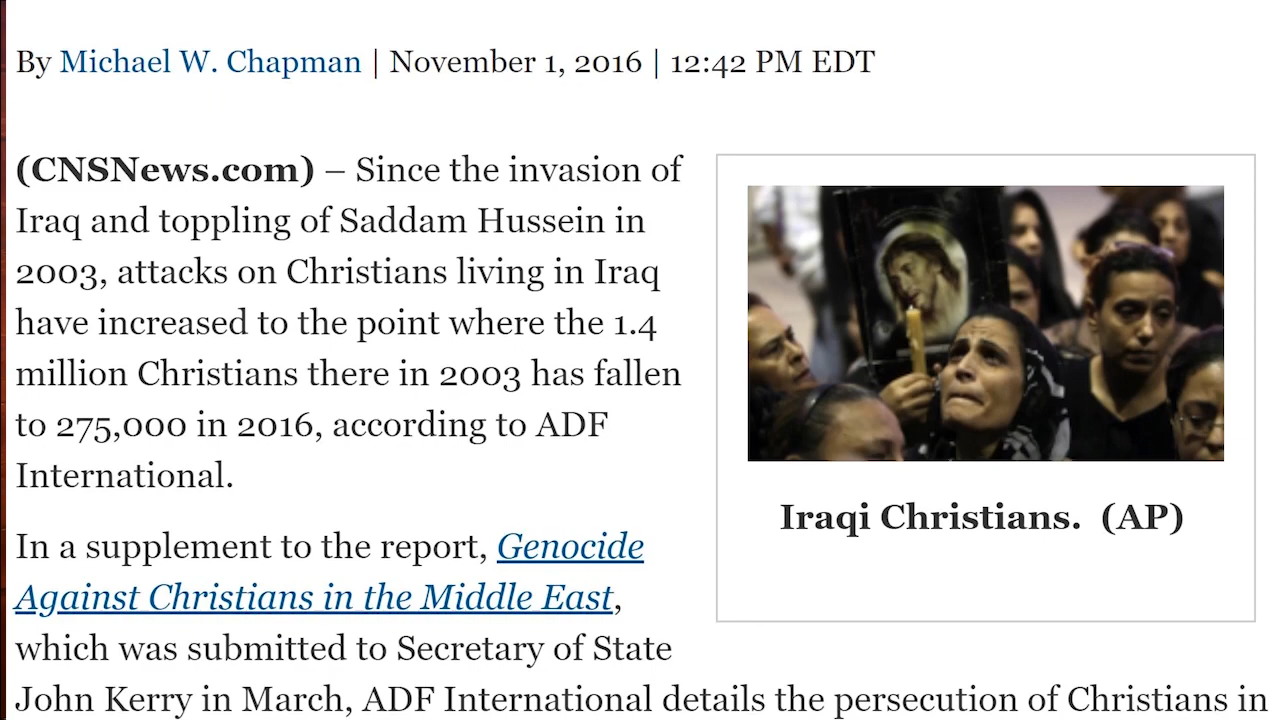 By Michael W. Chapman | November 1, 2016 | 12:42 PM EDT
(CNSNews.com) – Since the invasion of
Iraq and toppling of Saddam Hussein in
2003, attacks on Christians living in Iraq
have increased to the point where the 1.4
million Christians there in 2003 has fallen
to 275,000 in 2016, according to ADF
International.
Iraqi Christians. (AP)
In a supplement to the report, Genocide
Against Christians in the Middle East,
which was submitted to Secretary of State
John Kerry in March, ADF International details the persecution of Christians in